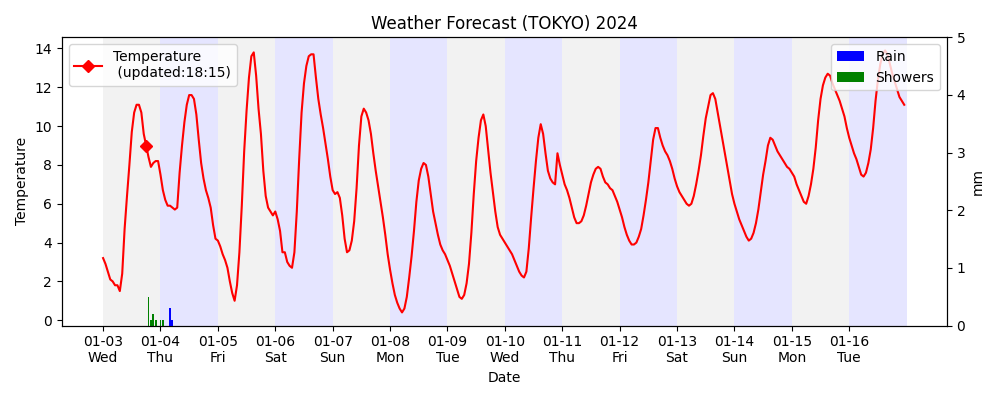 Weather Forecast (TOKYO) 2024
Temperature
(updated:18:15)
Rain
Showers
Temperature
14
12
10
8
6
4
2
0
5
4
3
2
1
0
mm
01-03 01-04 01-05 01-06 01-07 01-08 01-09 01-10 01-11 01-12 01-13 01-14 01-15 01-16
Wed Thu Fri Sat Sun Mon Tue Wed Thu Fri Sat Sun Mon Tue
Date